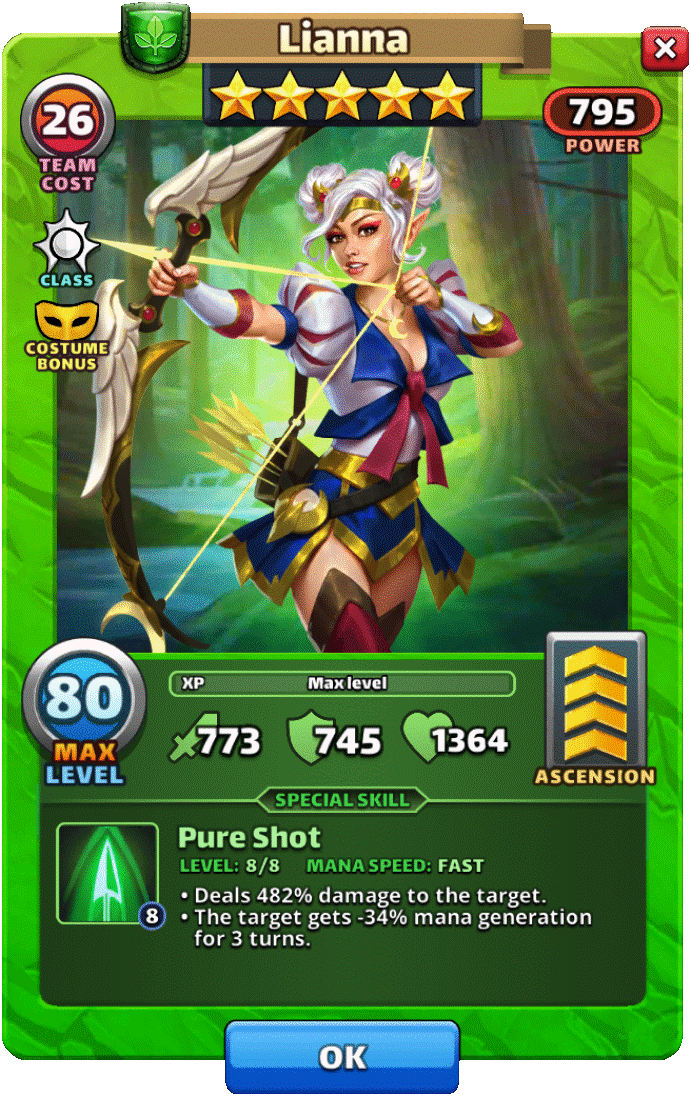 Lianna
26
TEAM
COST
795
POWER
CLASS
COSTUME
BONUS
80
MAX
LEVEL
XP
Max level
773
745
1364
ASCENSION
SPECIAL SKILL
Pure Shot
LEVEL: 8/8 MANA SPEED: FAST
8
• Deals 482% damage to the target.
• The target gets -34% mana generation
for 3 turns.
OK